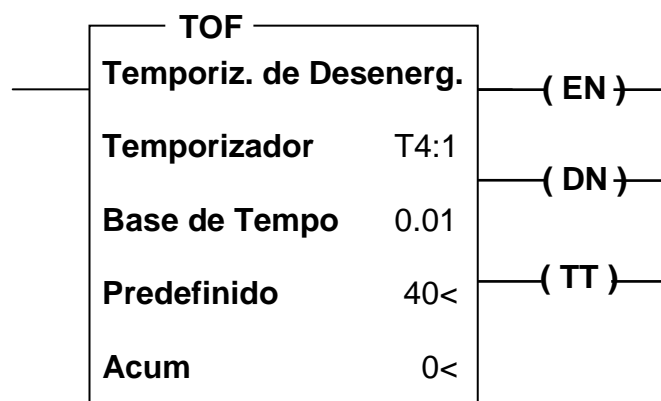 TOF
Temporiz. de Desenerg.
( EN )
Temporizador T4:1
( DN )
Base de Tempo 0.01
Predefinido 40<
( TT )
Acum 0<